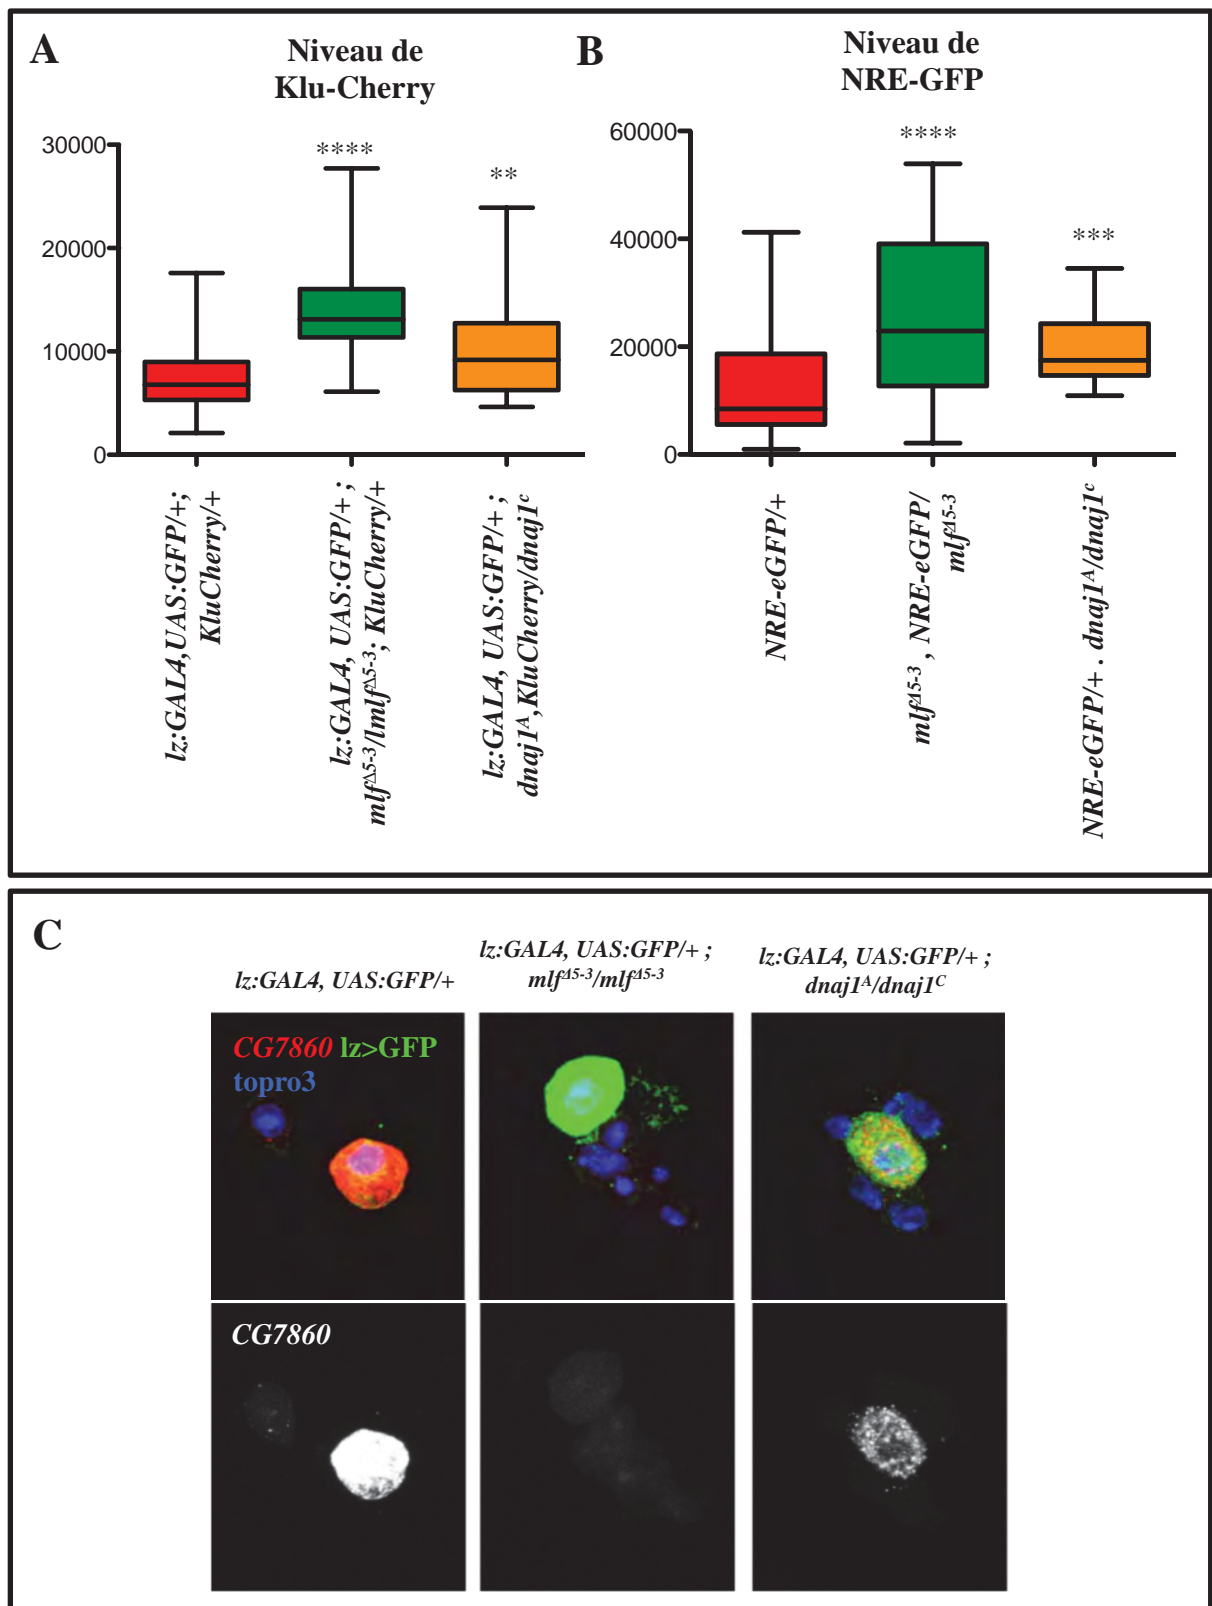 A
Niveau de
Klu-Cherry
30000
20000
10000
0
****
**
lz:GAL4,UAS:GFP/+;
KluCherry/+
lz:GAL4, UAS:GFP/+ ;
mlfΔ5-3/lmlfΔ5-3; KluCherry/+
lz:GAL4, UAS:GFP/+ ;
dnaj1A,KluCherry/dnaj1c
B
Niveau de
NRE-GFP
60000
40000
20000
0
****
***
NRE-eGFP/+
mlfΔ5-3 , NRE-eGFP/
mlfΔ5-3
NRE-eGFP/+ . dnaj1A/dnaj1c
C
lz:GAL4, UAS:GFP/+
lz:GAL4, UAS:GFP/+ ;
mlfΔ5-3/mlfΔ5-3
lz:GAL4, UAS:GFP/+ ;
dnaj1A/dnaj1C
CG7860 lz>GFP
topro3
CG7860